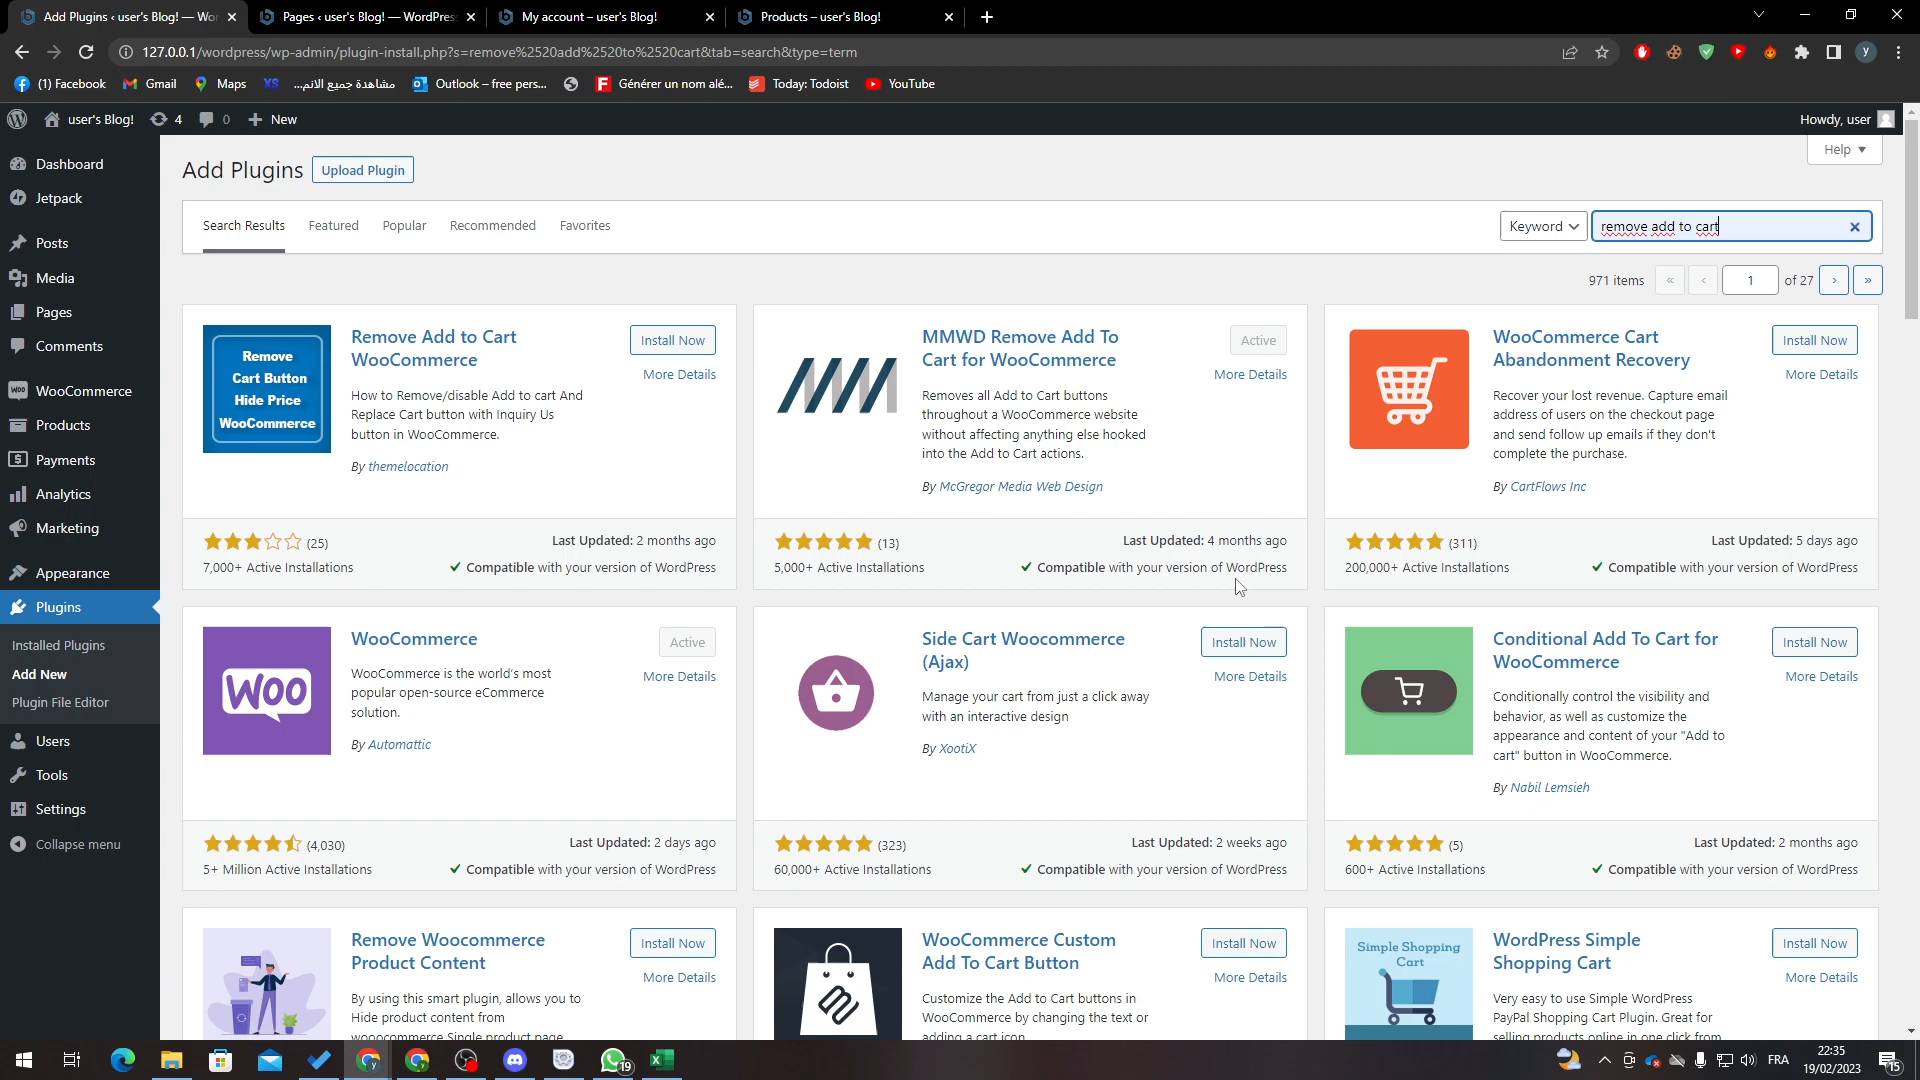 Add Plugins ‹ user's Blog! — Wor
Pages ‹ user's Blog! — WordPress
My account – user's Blog!
Products – user's Blog!
127.0.0.1/wordpress/wp-admin/plugin-install.php?s=remove%2520add%2520to%2520cart&tab=search&type=term
y
(1) Facebook
Gmail
Maps
XS
مشاهدة جميع الانم...
Outlook – free pers...
Générer un nom alé...
Today: Todoist
YouTube
user's Blog!
4
0
New
Howdy, user
Dashboard
Jetpack
Posts
Media
Pages
Comments
WooCommerce
Products
Payments
Analytics
Marketing
Appearance
Plugins
Installed Plugins
Add New
Plugin File Editor
Users
Tools
Settings
Collapse menu
Help
Add Plugins
Upload Plugin
Search Results
Featured
Popular
Recommended
Favorites
Keyword
remove add to cart
971 items
«
‹
1
of 27
›
»
Remove
Cart Button
Hide Price
WooCommerce
Remove Add to Cart
WooCommerce
Install Now
More Details
How to Remove/disable Add to cart And
Replace Cart button with Inquiry Us
button in WooCommerce.
By themelocation
(25)
7,000+ Active Installations
Last Updated: 2 months ago
Compatible with your version of WordPress
MMWD Remove Add To
Cart for WooCommerce
Active
More Details
Removes all Add to Cart buttons
throughout a WooCommerce website
without affecting anything else hooked
into the Add to Cart actions.
By McGregor Media Web Design
(13)
5,000+ Active Installations
Last Updated: 4 months ago
Compatible with your version of WordPress
WooCommerce Cart
Abandonment Recovery
Install Now
More Details
Recover your lost revenue. Capture email
address of users on the checkout page
and send follow up emails if they don't
complete the purchase.
By CartFlows Inc
(311)
200,000+ Active Installations
Last Updated: 5 days ago
Compatible with your version of WordPress
WOO
WooCommerce
Active
More Details
WooCommerce is the world's most
popular open-source eCommerce
solution.
By Automattic
(4,030)
5+ Million Active Installations
Last Updated: 2 days ago
Compatible with your version of WordPress
Side Cart Woocommerce
(Ajax)
Install Now
More Details
Manage your cart from just a click away
with an interactive design
By XootiX
(323)
60,000+ Active Installations
Last Updated: 2 weeks ago
Compatible with your version of WordPress
Conditional Add To Cart for
WooCommerce
Install Now
More Details
Conditionally control the visibility and
behavior, as well as customize the
appearance and content of your "Add to
cart" button in WooCommerce.
By Nabil Lemsieh
(5)
600+ Active Installations
Last Updated: 2 months ago
Compatible with your version of WordPress
Remove Woocommerce
Product Content
Install Now
More Details
By using this smart plugin, allows you to
Hide product content from
woocommerce Single product page
WooCommerce Custom
Add To Cart Button
Install Now
More Details
Customize the Add to Cart buttons in
WooCommerce by changing the text or
adding a cart icon
Simple Shopping
Cart
WordPress Simple
Shopping Cart
Install Now
More Details
Very easy to use Simple WordPress
PayPal Shopping Cart Plugin. Great for
selling products online in one click from
19
FRA
22:35
19/02/2023
15